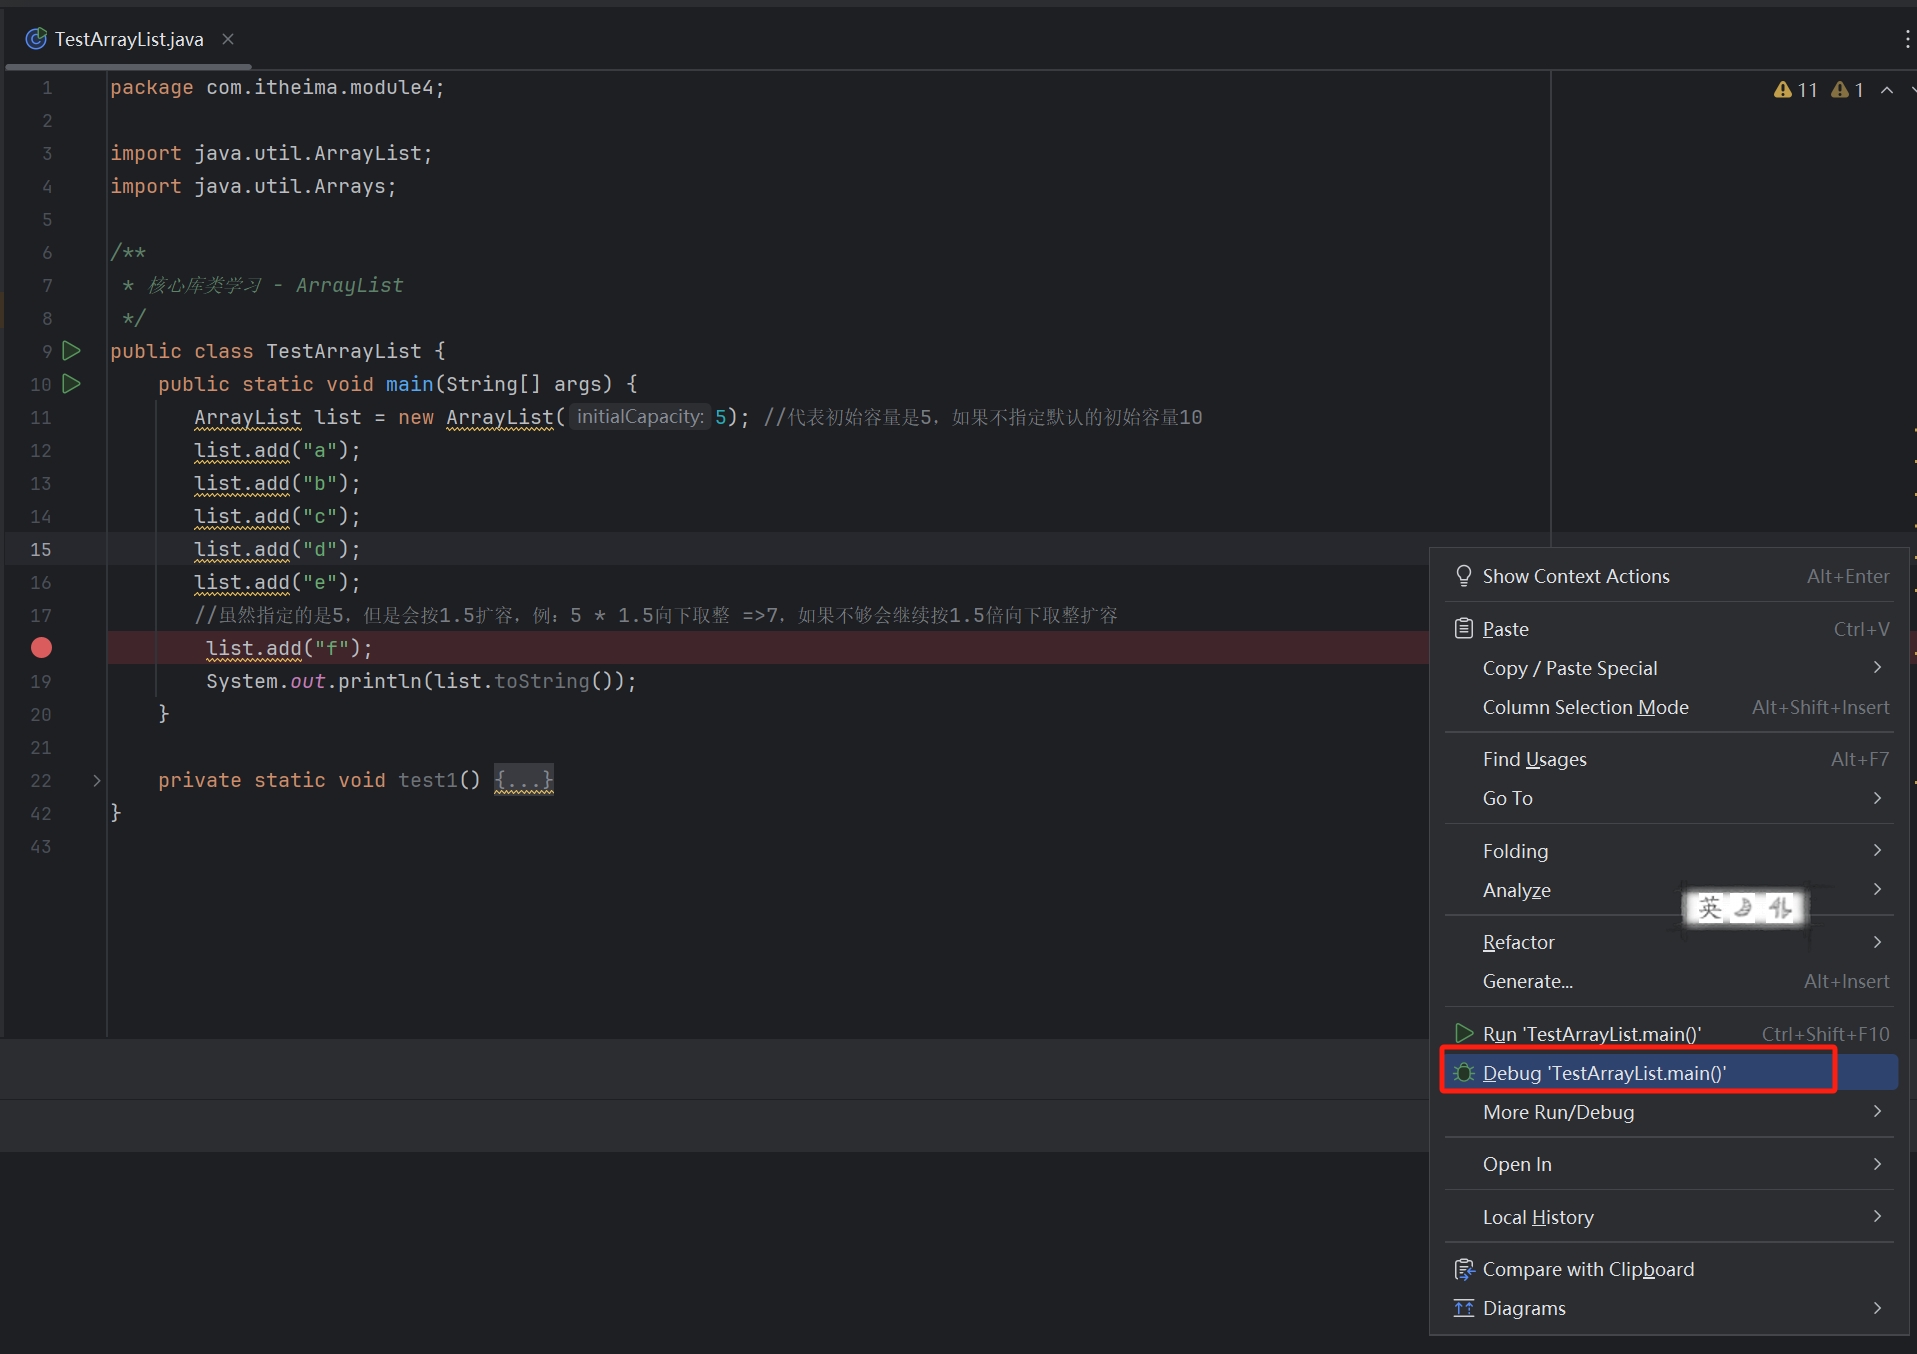 TestArrayList.java
11 1
1 package com.itheima.module4;
2
3 import java.util.ArrayList;
4 import java.util.Arrays;
5
6 /**
7 * 核心库类学习 - ArrayList
8 */
9 public class TestArrayList {
10 public static void main(String[] args) {
11 ArrayList list = new ArrayList( initialCapacity: 5); //代表初始容量是5，如果不指定默认的初始容量10
12 list.add("a");
13 list.add("b");
14 list.add("c");
15 list.add("d");
16 list.add("e");
17 //虽然指定的是5，但是会按1.5扩容，例：5 * 1.5向下取整 =>7，如果不够会继续按1.5倍向下取整扩容
list.add("f");
19 System.out.println(list.toString());
20 }
21
22 private static void test1() {...}
42 }
43
Show Context Actions Alt+Enter
Paste Ctrl+V
Copy / Paste Special
Column Selection Mode Alt+Shift+Insert
Find Usages Alt+F7
Go To
Folding
Analyze
英
Refactor
Generate... Alt+Insert
Run 'TestArrayList.main()' Ctrl+Shift+F10
Debug 'TestArrayList.main()'
More Run/Debug
Open In
Local History
Compare with Clipboard
Diagrams